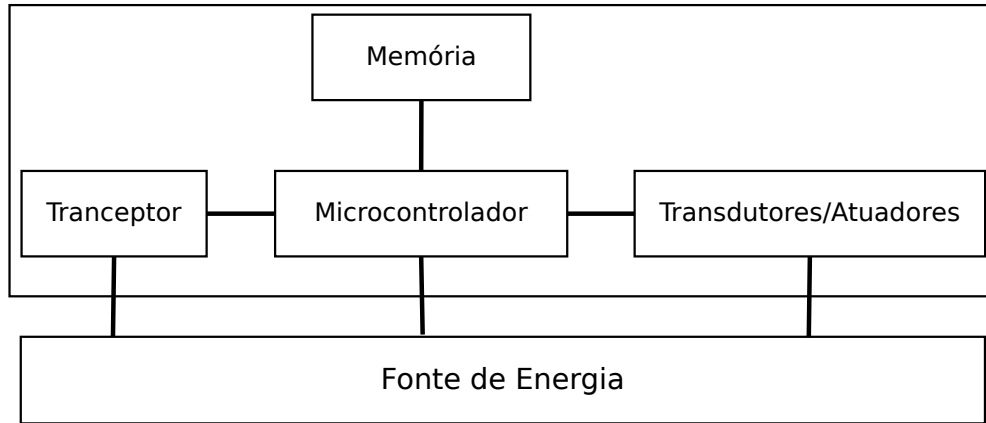 Memória
Tranceptor
Microcontrolador
Transdutores/Atuadores
Fonte de Energia